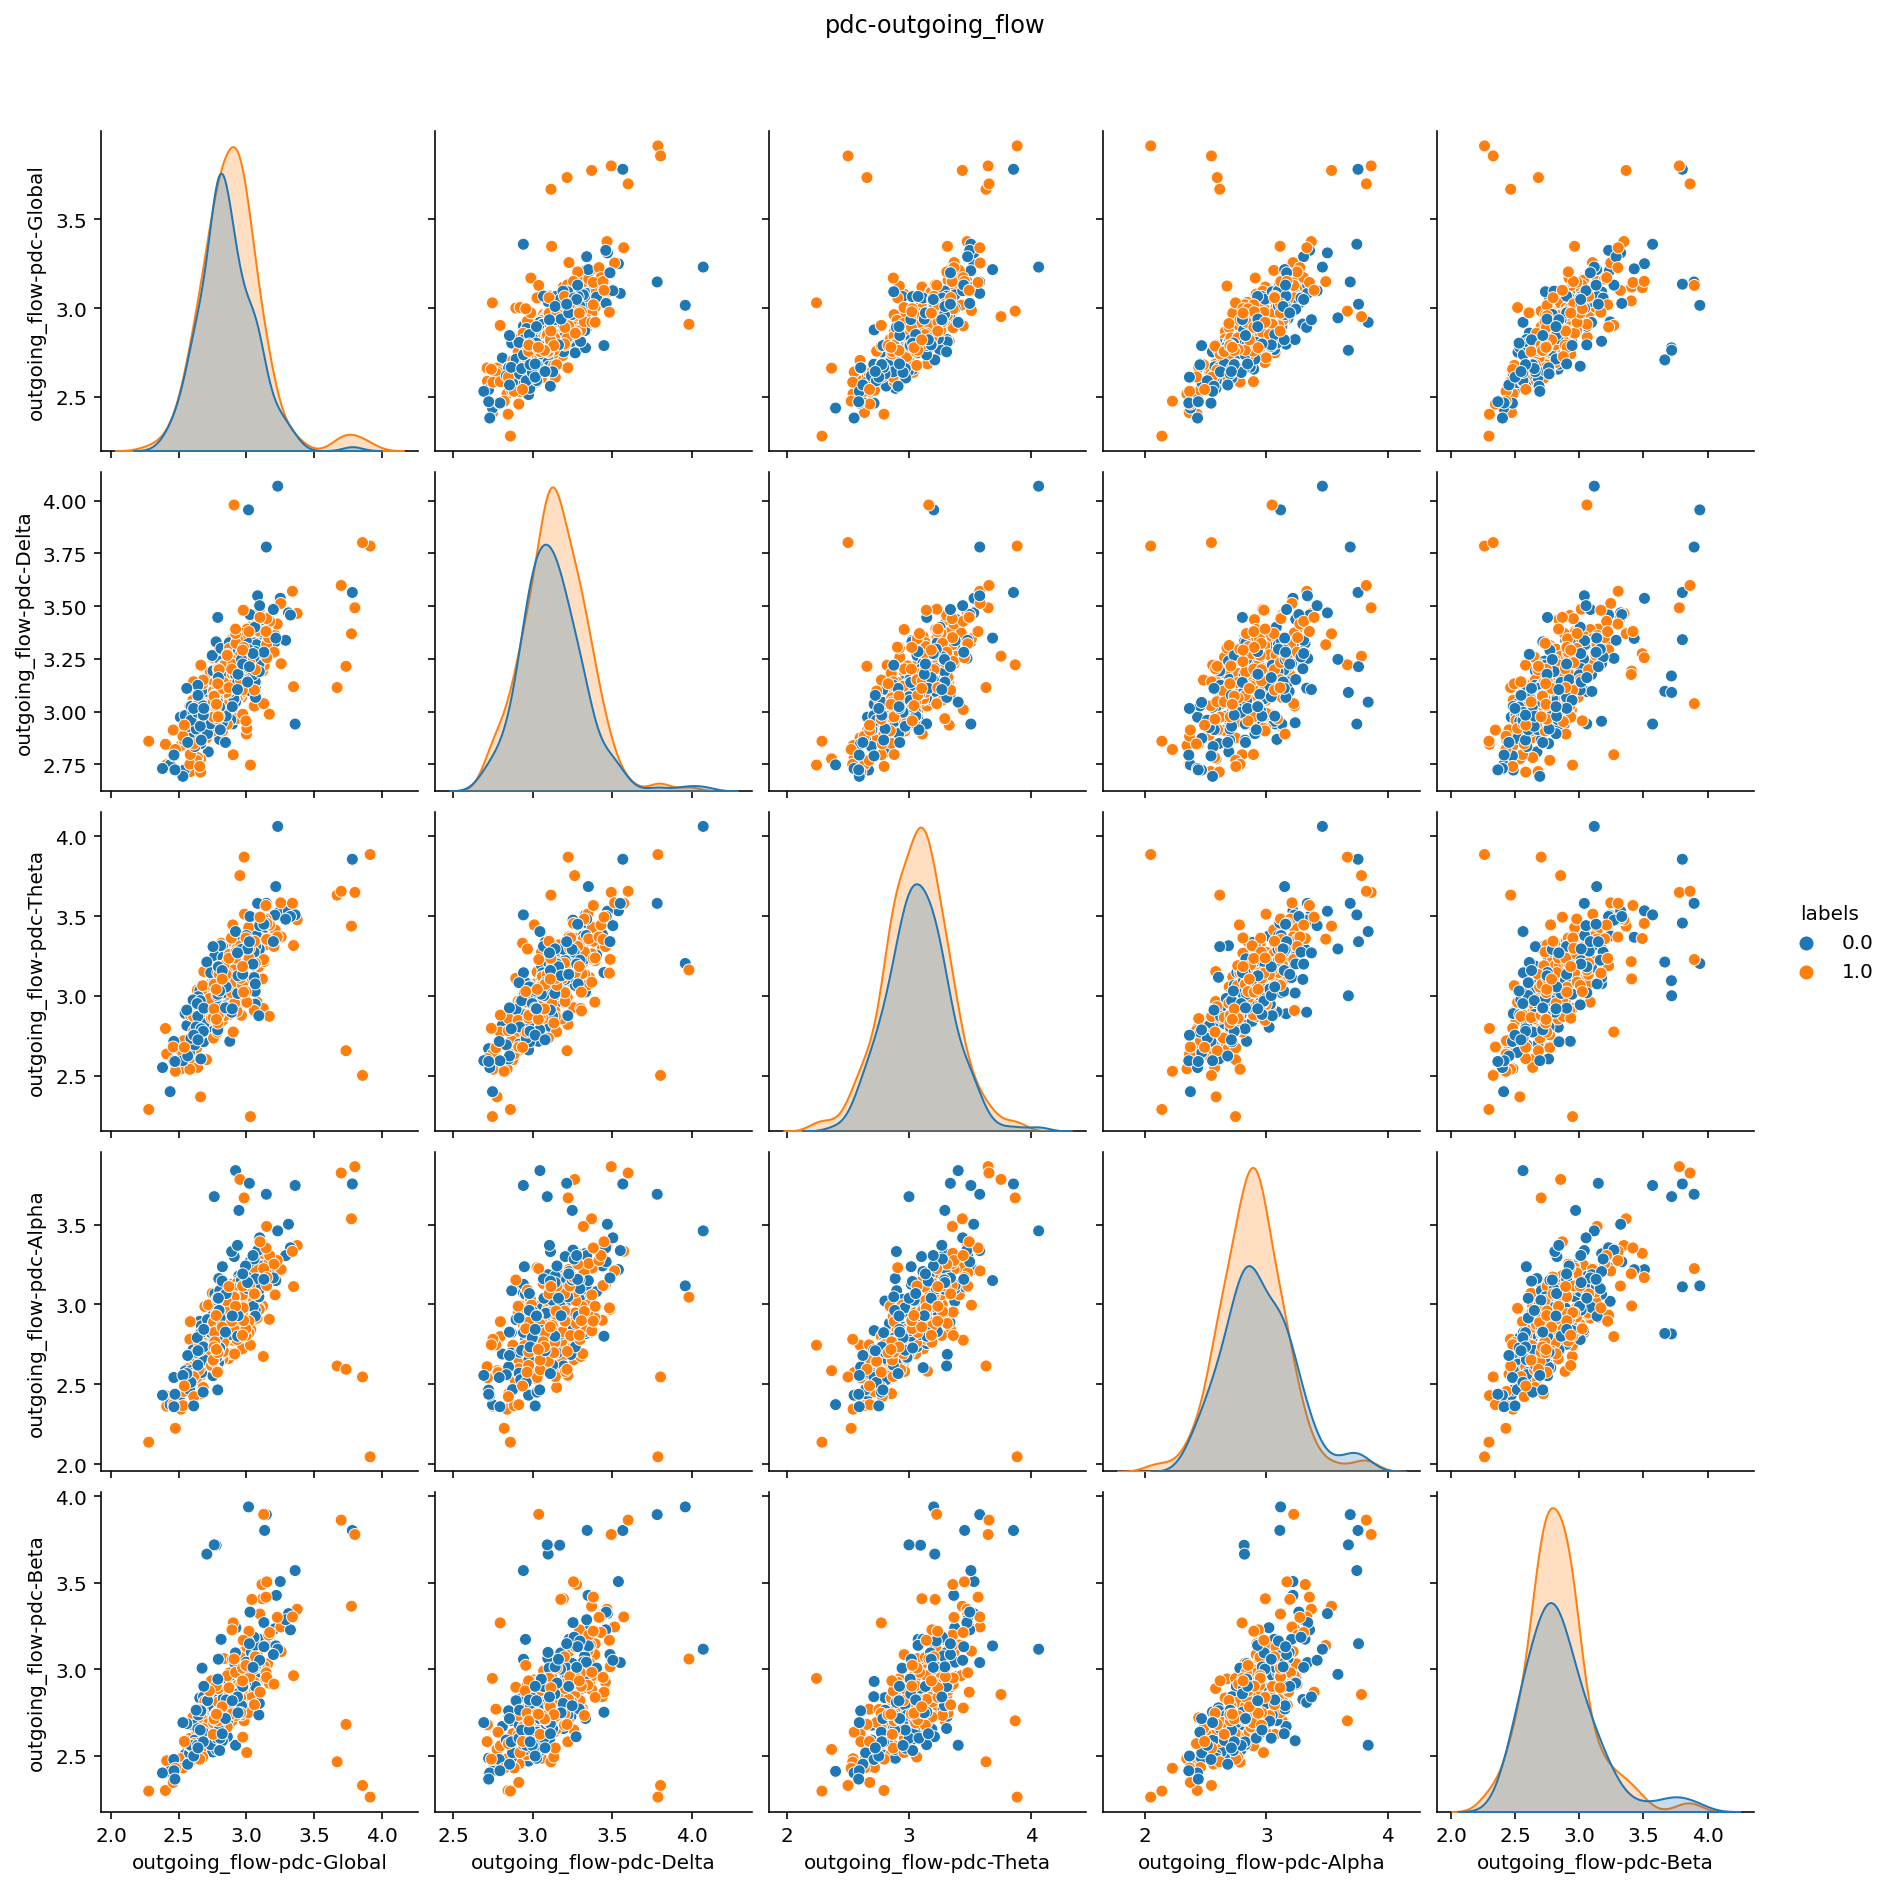 pdc-outgoing_flow
outgoing_flow-pdc-Global
3.5
3.0
2.5
outgoing_flow-pdc-Delta
4.00
3.75
3.50
3.25
3.00
2.75
outgoing_flow-pdc-Theta
4.0
3.5
3.0
2.5
labels
0.0
1.0
outgoing_flow-pdc-Alpha
3.5
3.0
2.5
2.0
outgoing_flow-pdc-Beta
4.0
3.5
3.0
2.5
2.0 2.5 3.0 3.5 4.0
2.5 3.0 3.5 4.0
2 3 4
2 3 4
2.0 2.5 3.0 3.5 4.0
outgoing_flow-pdc-Global
outgoing_flow-pdc-Delta
outgoing_flow-pdc-Theta
outgoing_flow-pdc-Alpha
outgoing_flow-pdc-Beta